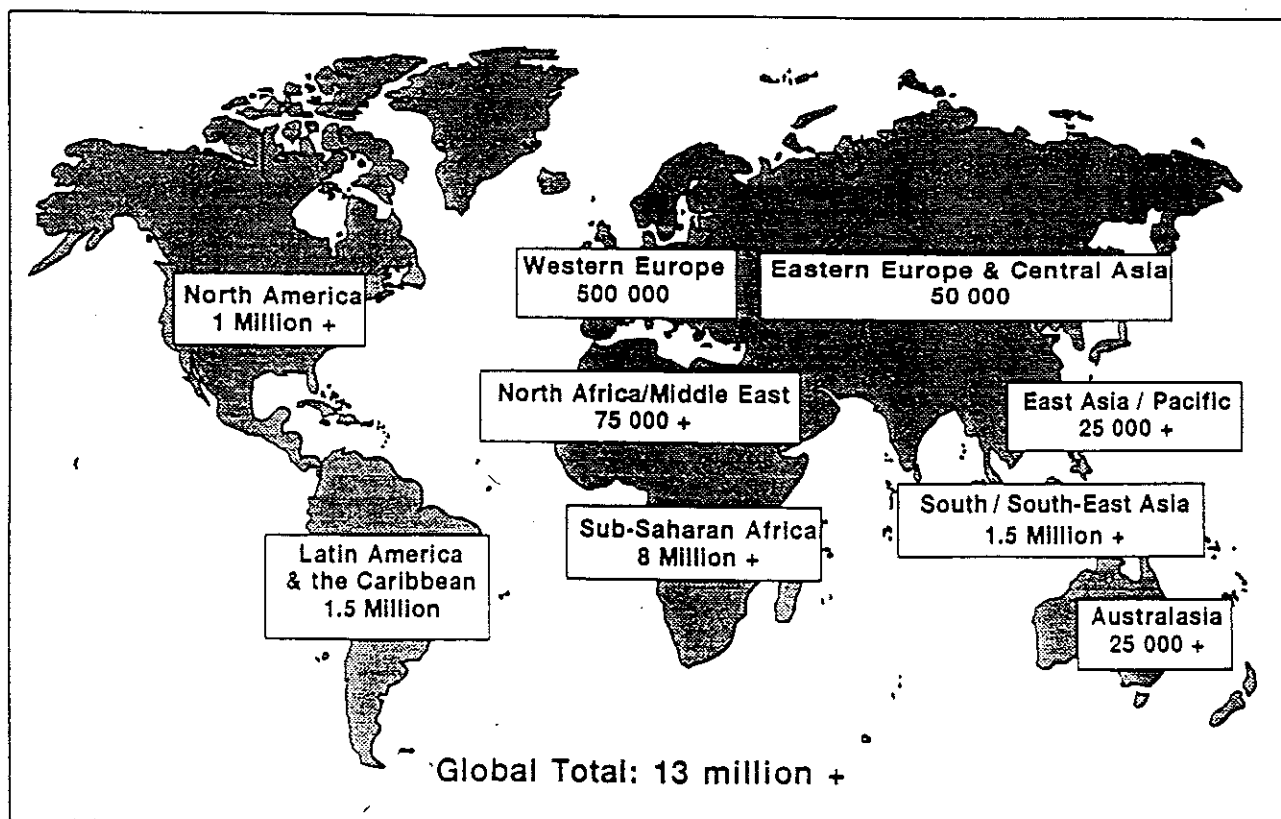 North America
1 Million +
Western Europe
500 000
Eastern Europe & Central Asia
50 000
North Africa/Middle East
75 000 +
East Asia / Pacific
25 000 +
Sub-Saharan Africa
8 Million +
South / South-East Asia
1.5 Million +
Latin America
& the Caribbean
1.5 Million
Australasia
25 000 +
Global Total: 13 million +